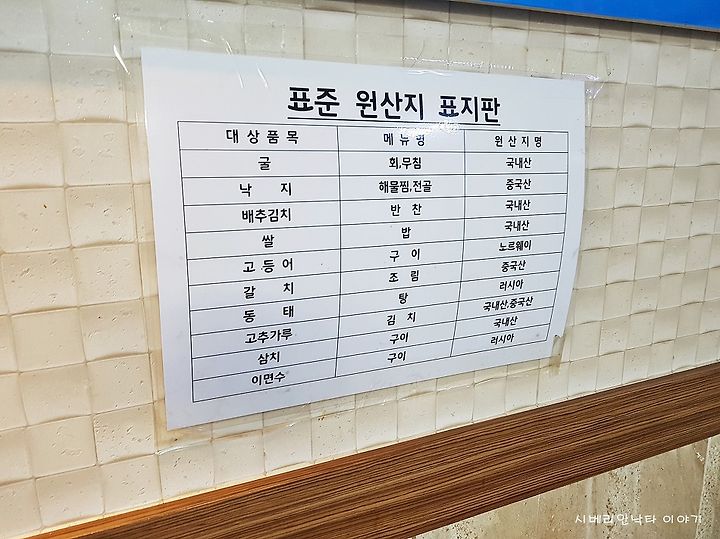 표준 원산지 표지판
대상품목 메뉴명 원산지명
굴 회,무침 국내산
낙지 해물찜,전골 중국산
배추김치 반찬 국내산
쌀 밥 국내산
고등어 구이 노르웨이
갈치 조림 중국산
동태 탕 러시아
고추가루 김치 국내산,중국산
삼치 구이 국내산
이면수 구이 러시아
시베리안낙타 이야기